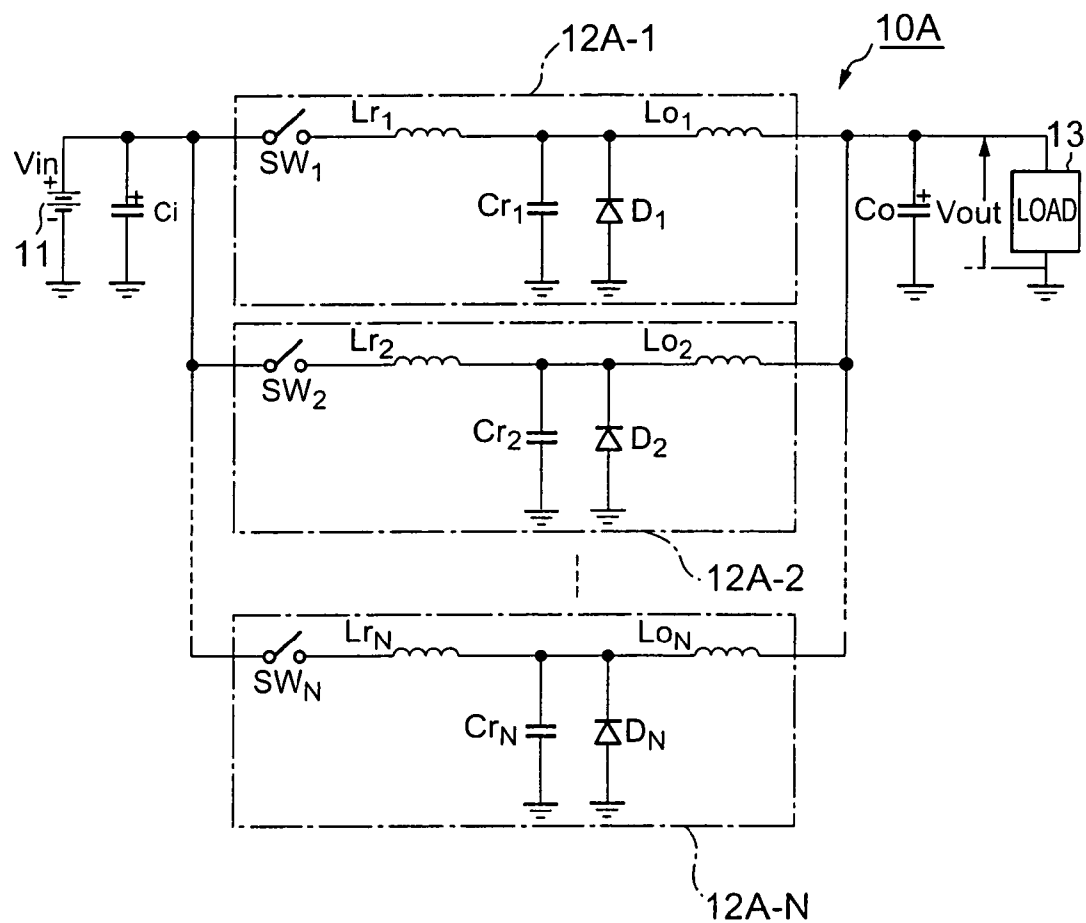 12A-1
10A
Lr1
Lo1
SW1
Vin
+
-
11
+
Ci
Cr1
D1
Co
+
Vout
13
LOAD
Lr2
Lo2
SW2
Cr2
D2
12A-2
LrN
LoN
SWN
CrN
DN
12A-N